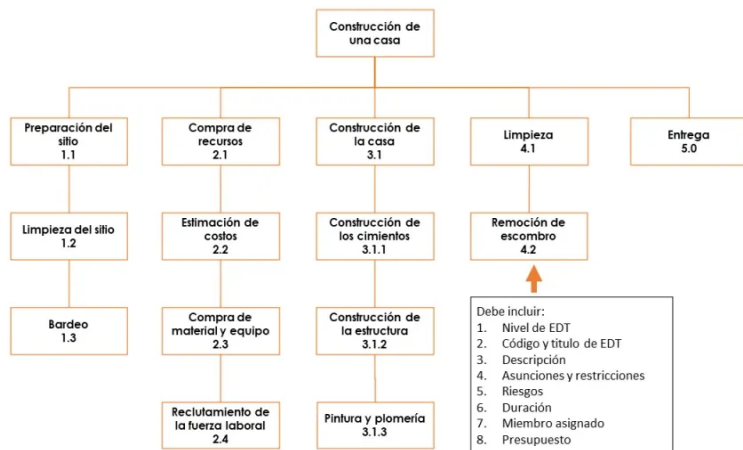 Construcción de
una casa
Preparación del
sitio
1.1
Compra de
recursos
2.1
Construcción de
la casa
3.1
Limpieza
4.1
Entrega
5.0
Limpieza del sitio
1.2
Estimación de
costos
2.2
Construcción de
los cimientos
3.1.1
Remoción de
escombro
4.2
Bardeo
1.3
Compra de
material y equipo
2.3
Construcción de
la estructura
3.1.2
Reclutamiento de
la fuerza laboral
2.4
Pintura y plomería
3.1.3
Debe incluir:
1. Nivel de EDT
2. Código y titulo de EDT
3. Descripción
4. Asunciones y restricciones
5. Riesgos
6. Duración
7. Miembro asignado
8. Presupuesto